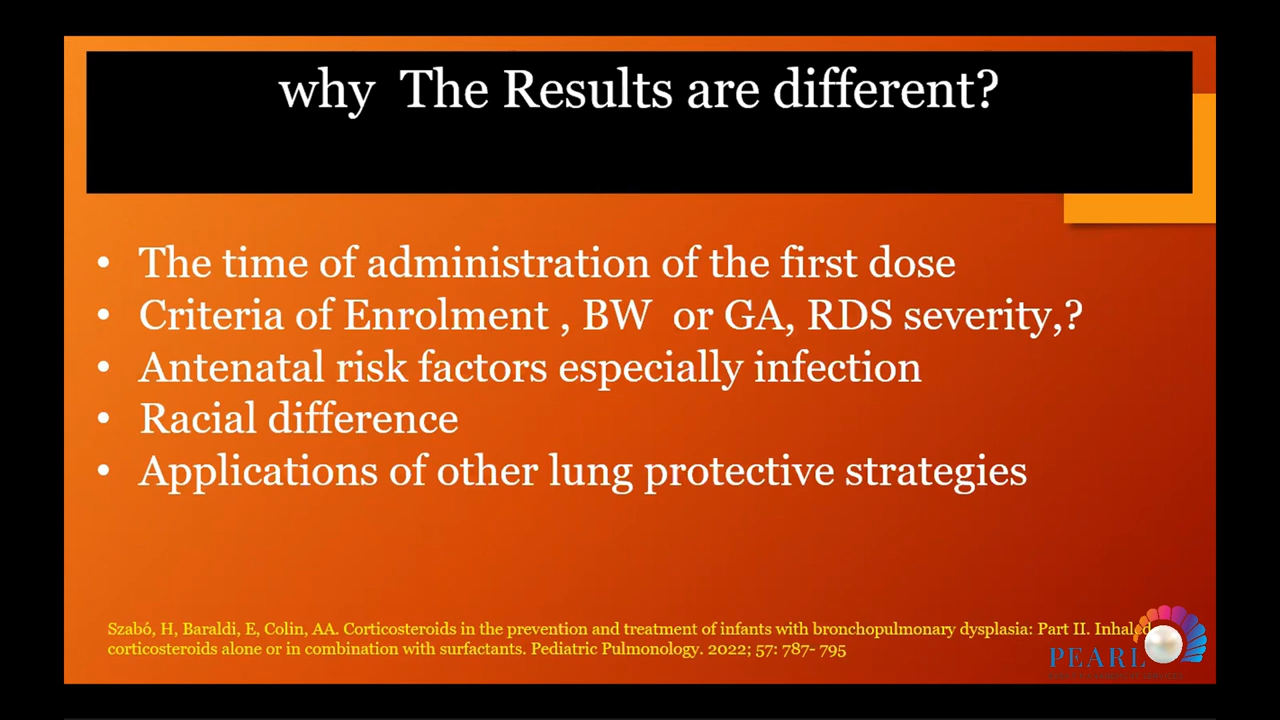 why The Results are different?
• The time of administration of the first dose
• Criteria of Enrolment , BW or GA, RDS severity,?
• Antenatal risk factors especially infection
• Racial difference
• Applications of other lung protective strategies
Szabó, H, Baraldi, E, Colin, AA. Corticosteroids in the prevention and treatment of infants with bronchopulmonary dysplasia: Part II. Inhaled
corticosteroids alone or in combination with surfactants. Pediatric Pulmonology. 2022; 57: 787- 795
PEARL